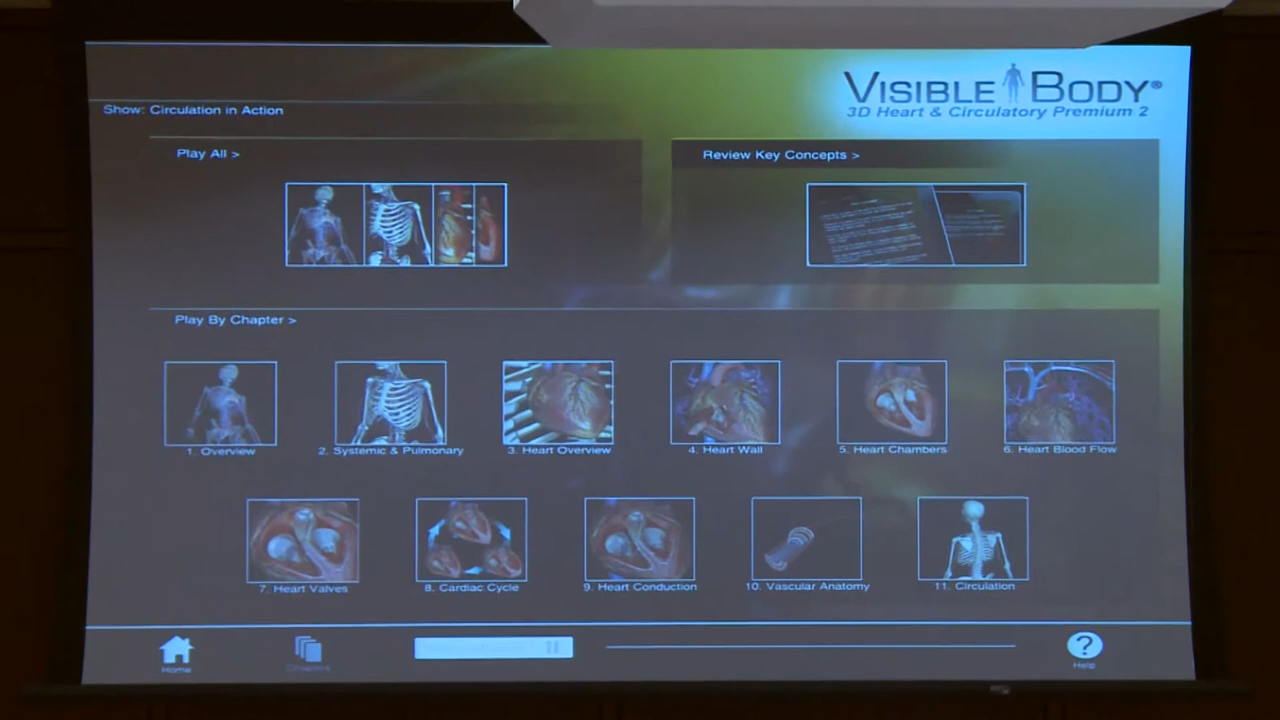 VISIBLE BODY®
3D Heart & Circulatory Premium 2
Show: Circulation in Action
Play All >
Review Key Concepts >
Play By Chapter >
1. Overview
2. Systemic & Pulmonary
3. Heart Overview
4. Heart Wall
5. Heart Chambers
6. Heart Blood Flow
7. Heart Valves
8. Cardiac Cycle
9. Heart Conduction
10. Vascular Anatomy
11. Circulation
Home
Chapters
?
Help